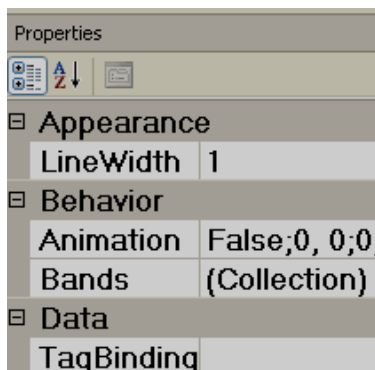 Properties
Appearance
LineWidth 1
Behavior
Animation False;0, 0;0,
Bands (Collection)
Data
TagBinding